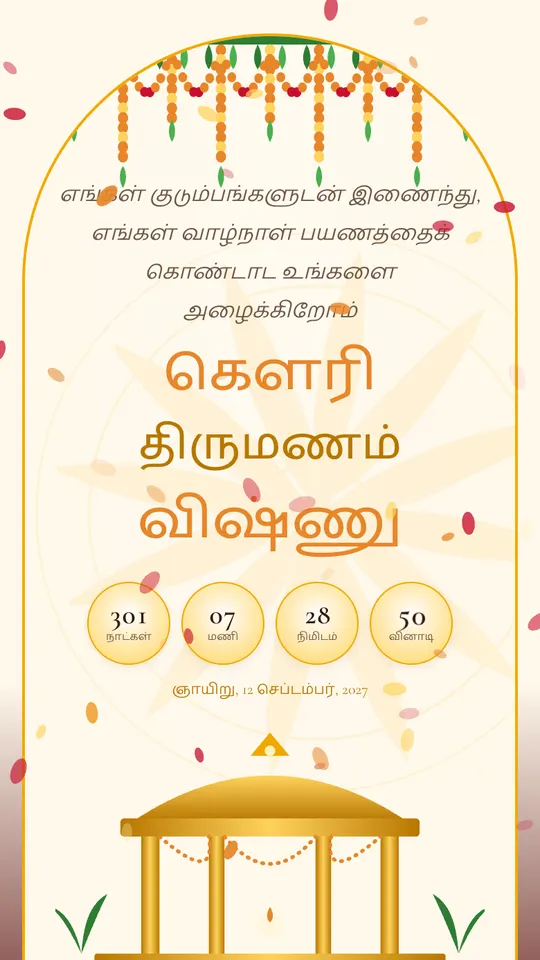 எங்கள் குடும்பங்களுடன் இணைந்து,
எங்கள் வாழ்நாள் பயணத்தைக்
கொண்டாட உங்களை
அழைக்கிறோம்
கௌரி
திருமணம்
விஷ்ணு
301 07 28 50
நாட்கள் மணி நிமிடம் வினாடி
ஞாயிறு, 12 செப்டம்பர், 2027